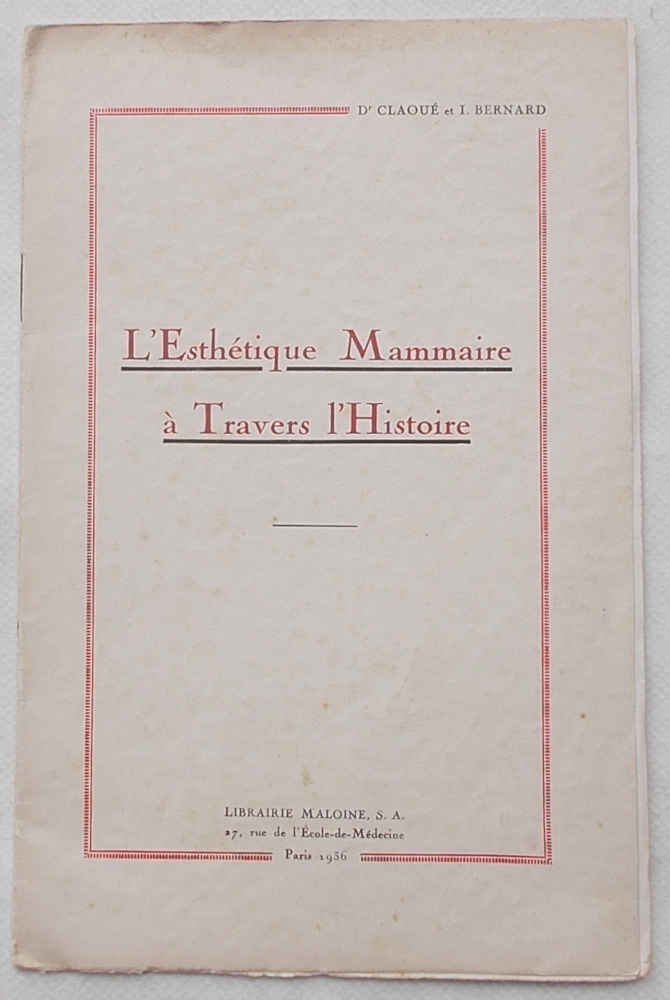 Dr CLAOUÉ et I. BERNARD
L'Esthétique Mammaire
à Travers l'Histoire
LIBRAIRIE MALOINE, S. A.
27, rue de l'École-de-Médecine
Paris 1936